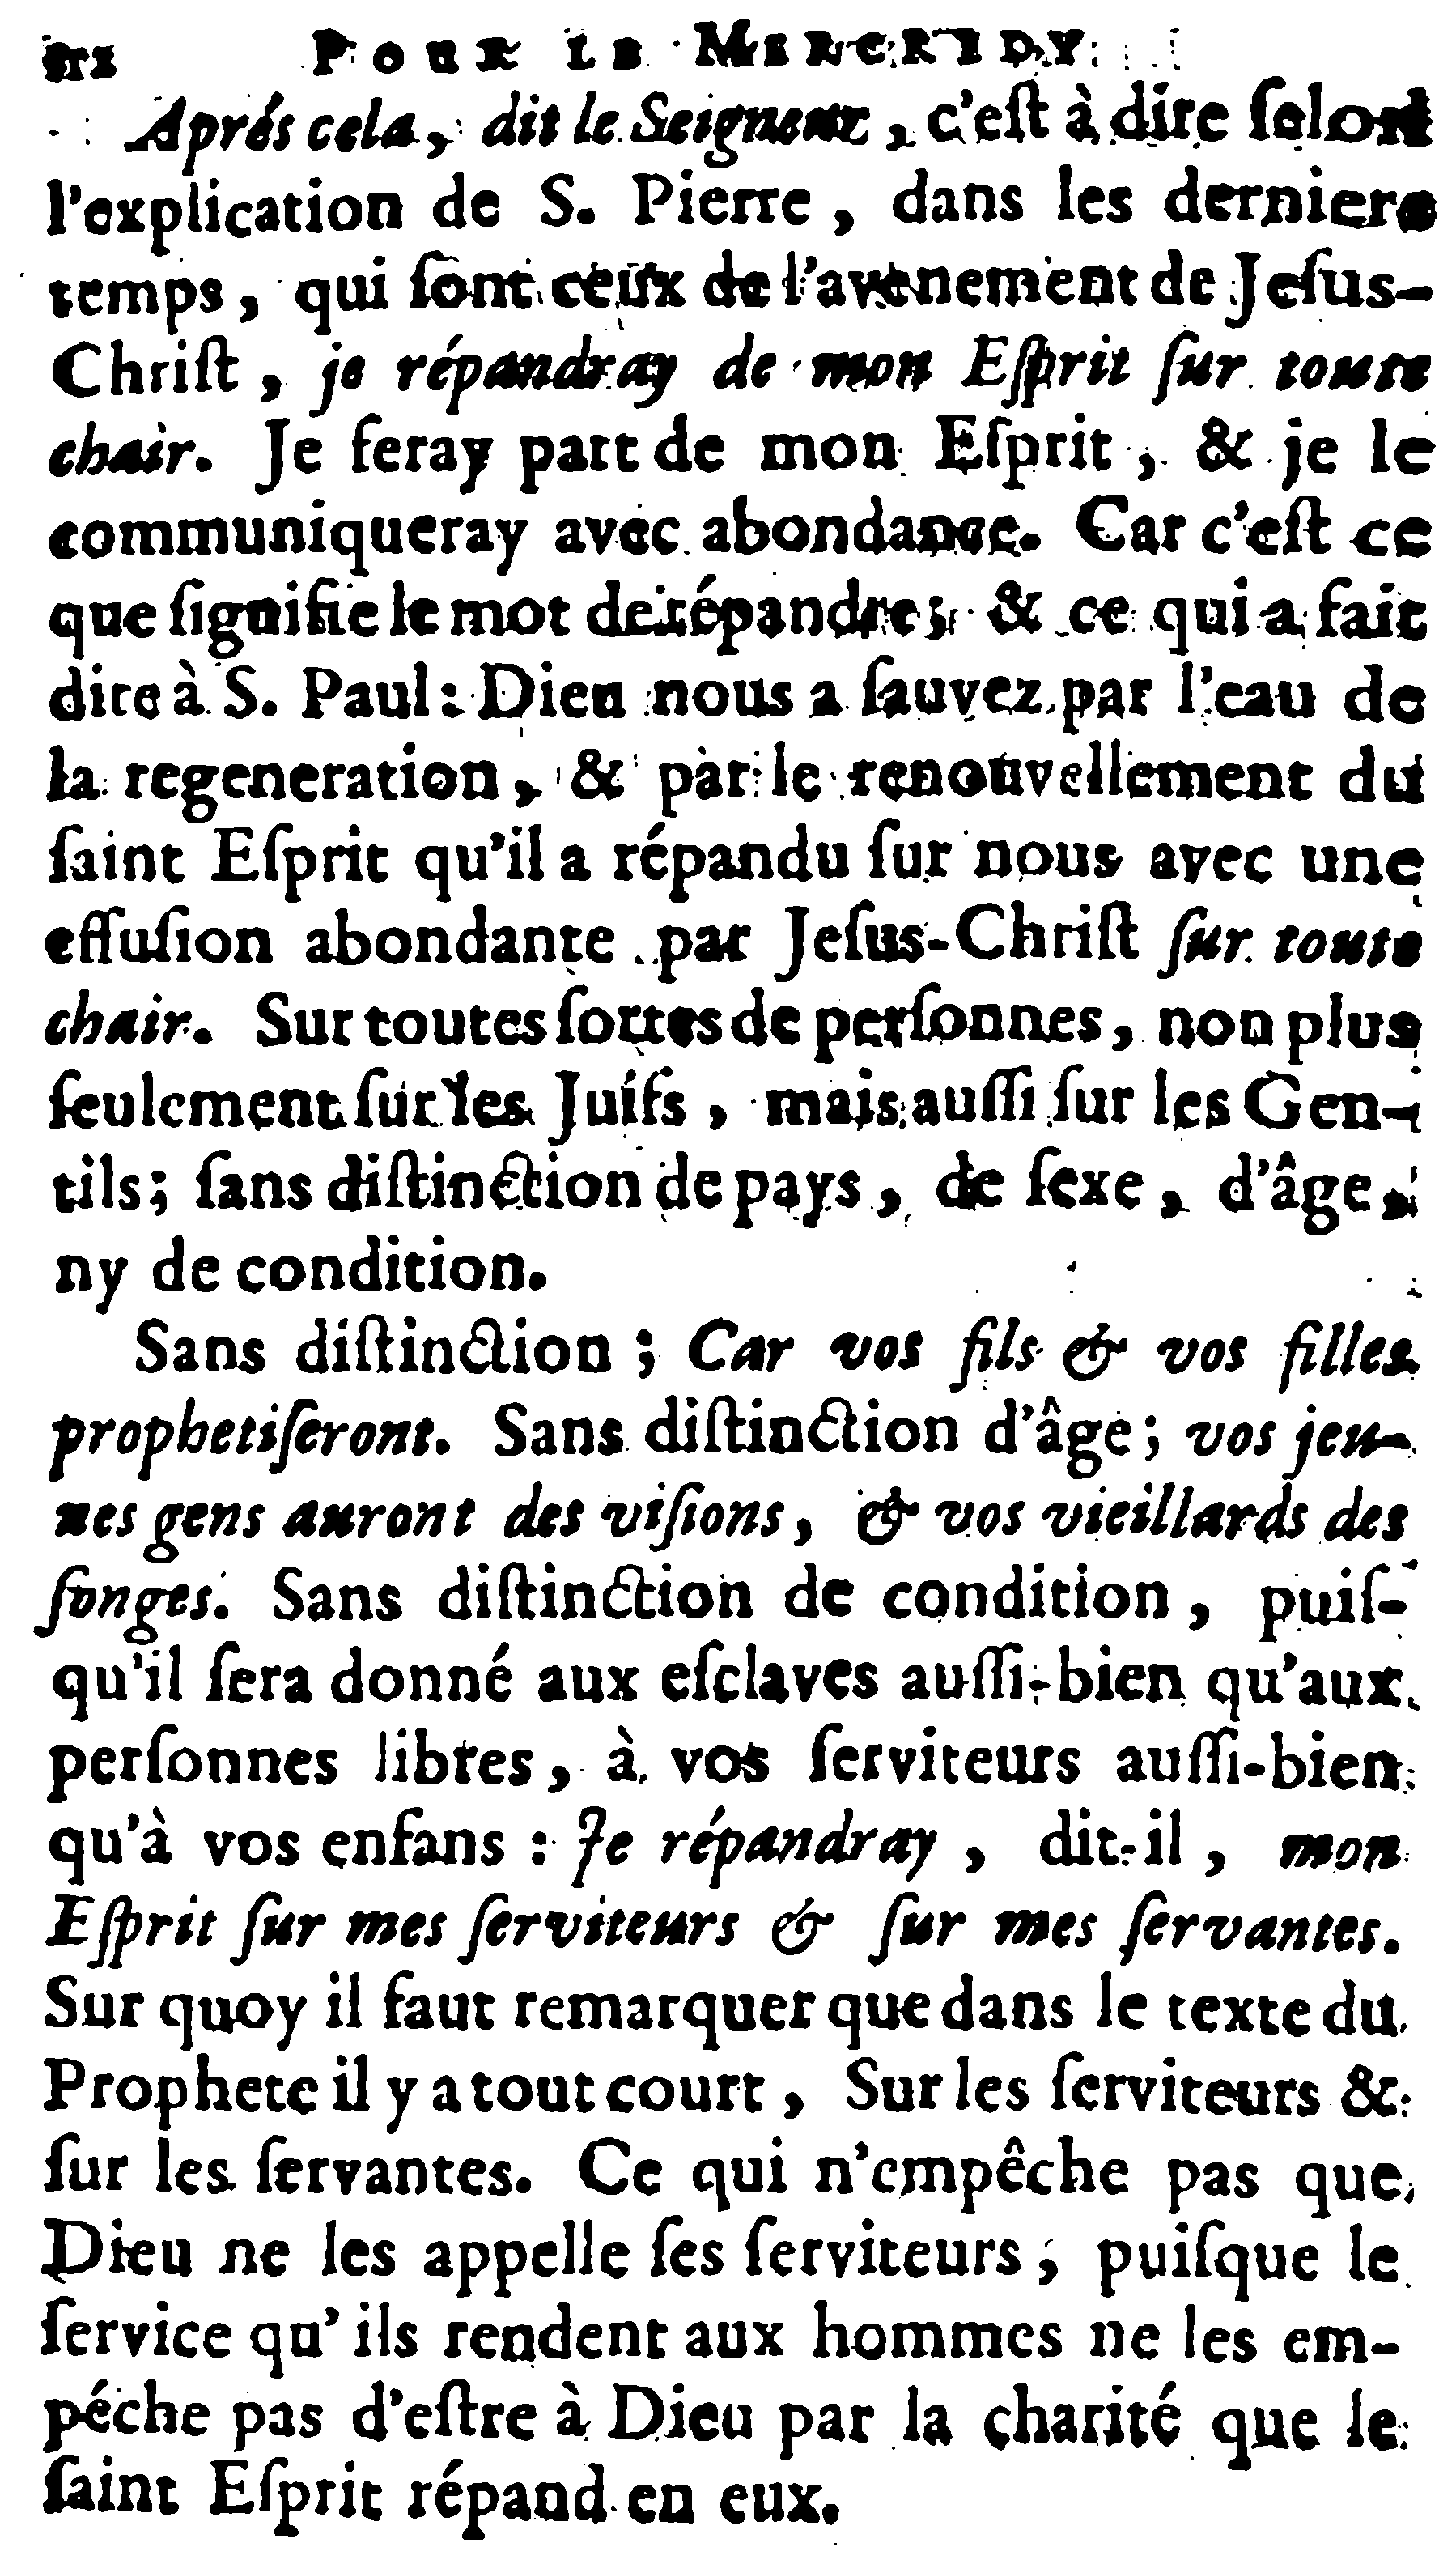 POUR LE MERCREDY
Aprés cela, dit le Seigneur, c'eſt à dire ſelon
l'explication de S. Pierre, dans les derniers
temps, qui ſont ceux de l'avenement de Jeſus-
Chriſt, je répandray de mon Eſprit ſur toute
chair. Je feray part de mon Eſprit, & je le
communiqueray avec abondance. Car c'eſt ce
que ſignifie le mot de répandre; & ce qui a fait
dire à S. Paul: Dieu nous a ſauvez par l'eau de
la regeneration, & par le renouvellement du
ſaint Eſprit qu'il a répandu ſur nous avec une
effuſion abondante par Jeſus-Chriſt ſur toute
chair. Sur toutes ſortes de perſonnes, non plus
ſeulement ſur les Juifs, mais auſſi ſur les Gen-
tils; ſans diſtinction de pays, de ſexe, d'âge,
ny de condition.
Sans diſtinction; Car vos fils & vos filles
prophetiſeront. Sans diſtinction d'âge; vos jeu-
nes gens auront des viſions, & vos vieillards des
ſonges. Sans diſtinction de condition, puiſ-
qu'il ſera donné aux eſclaves auſſi-bien qu'aux
perſonnes libres, à vos ſerviteurs auſſi-bien
qu'à vos enfans: Je répandray, dit-il, mon
Eſprit ſur mes ſerviteurs & ſur mes ſervantes.
Sur quoy il faut remarquer que dans le texte du
Prophete il y a tout court, Sur les ſerviteurs &
ſur les ſervantes. Ce qui n'empêche pas que
Dieu ne les appelle ſes ſerviteurs, puiſque le
ſervice qu'ils rendent aux hommes ne les em-
péche pas d'eſtre à Dieu par la charité que le
ſaint Eſprit répand en eux.